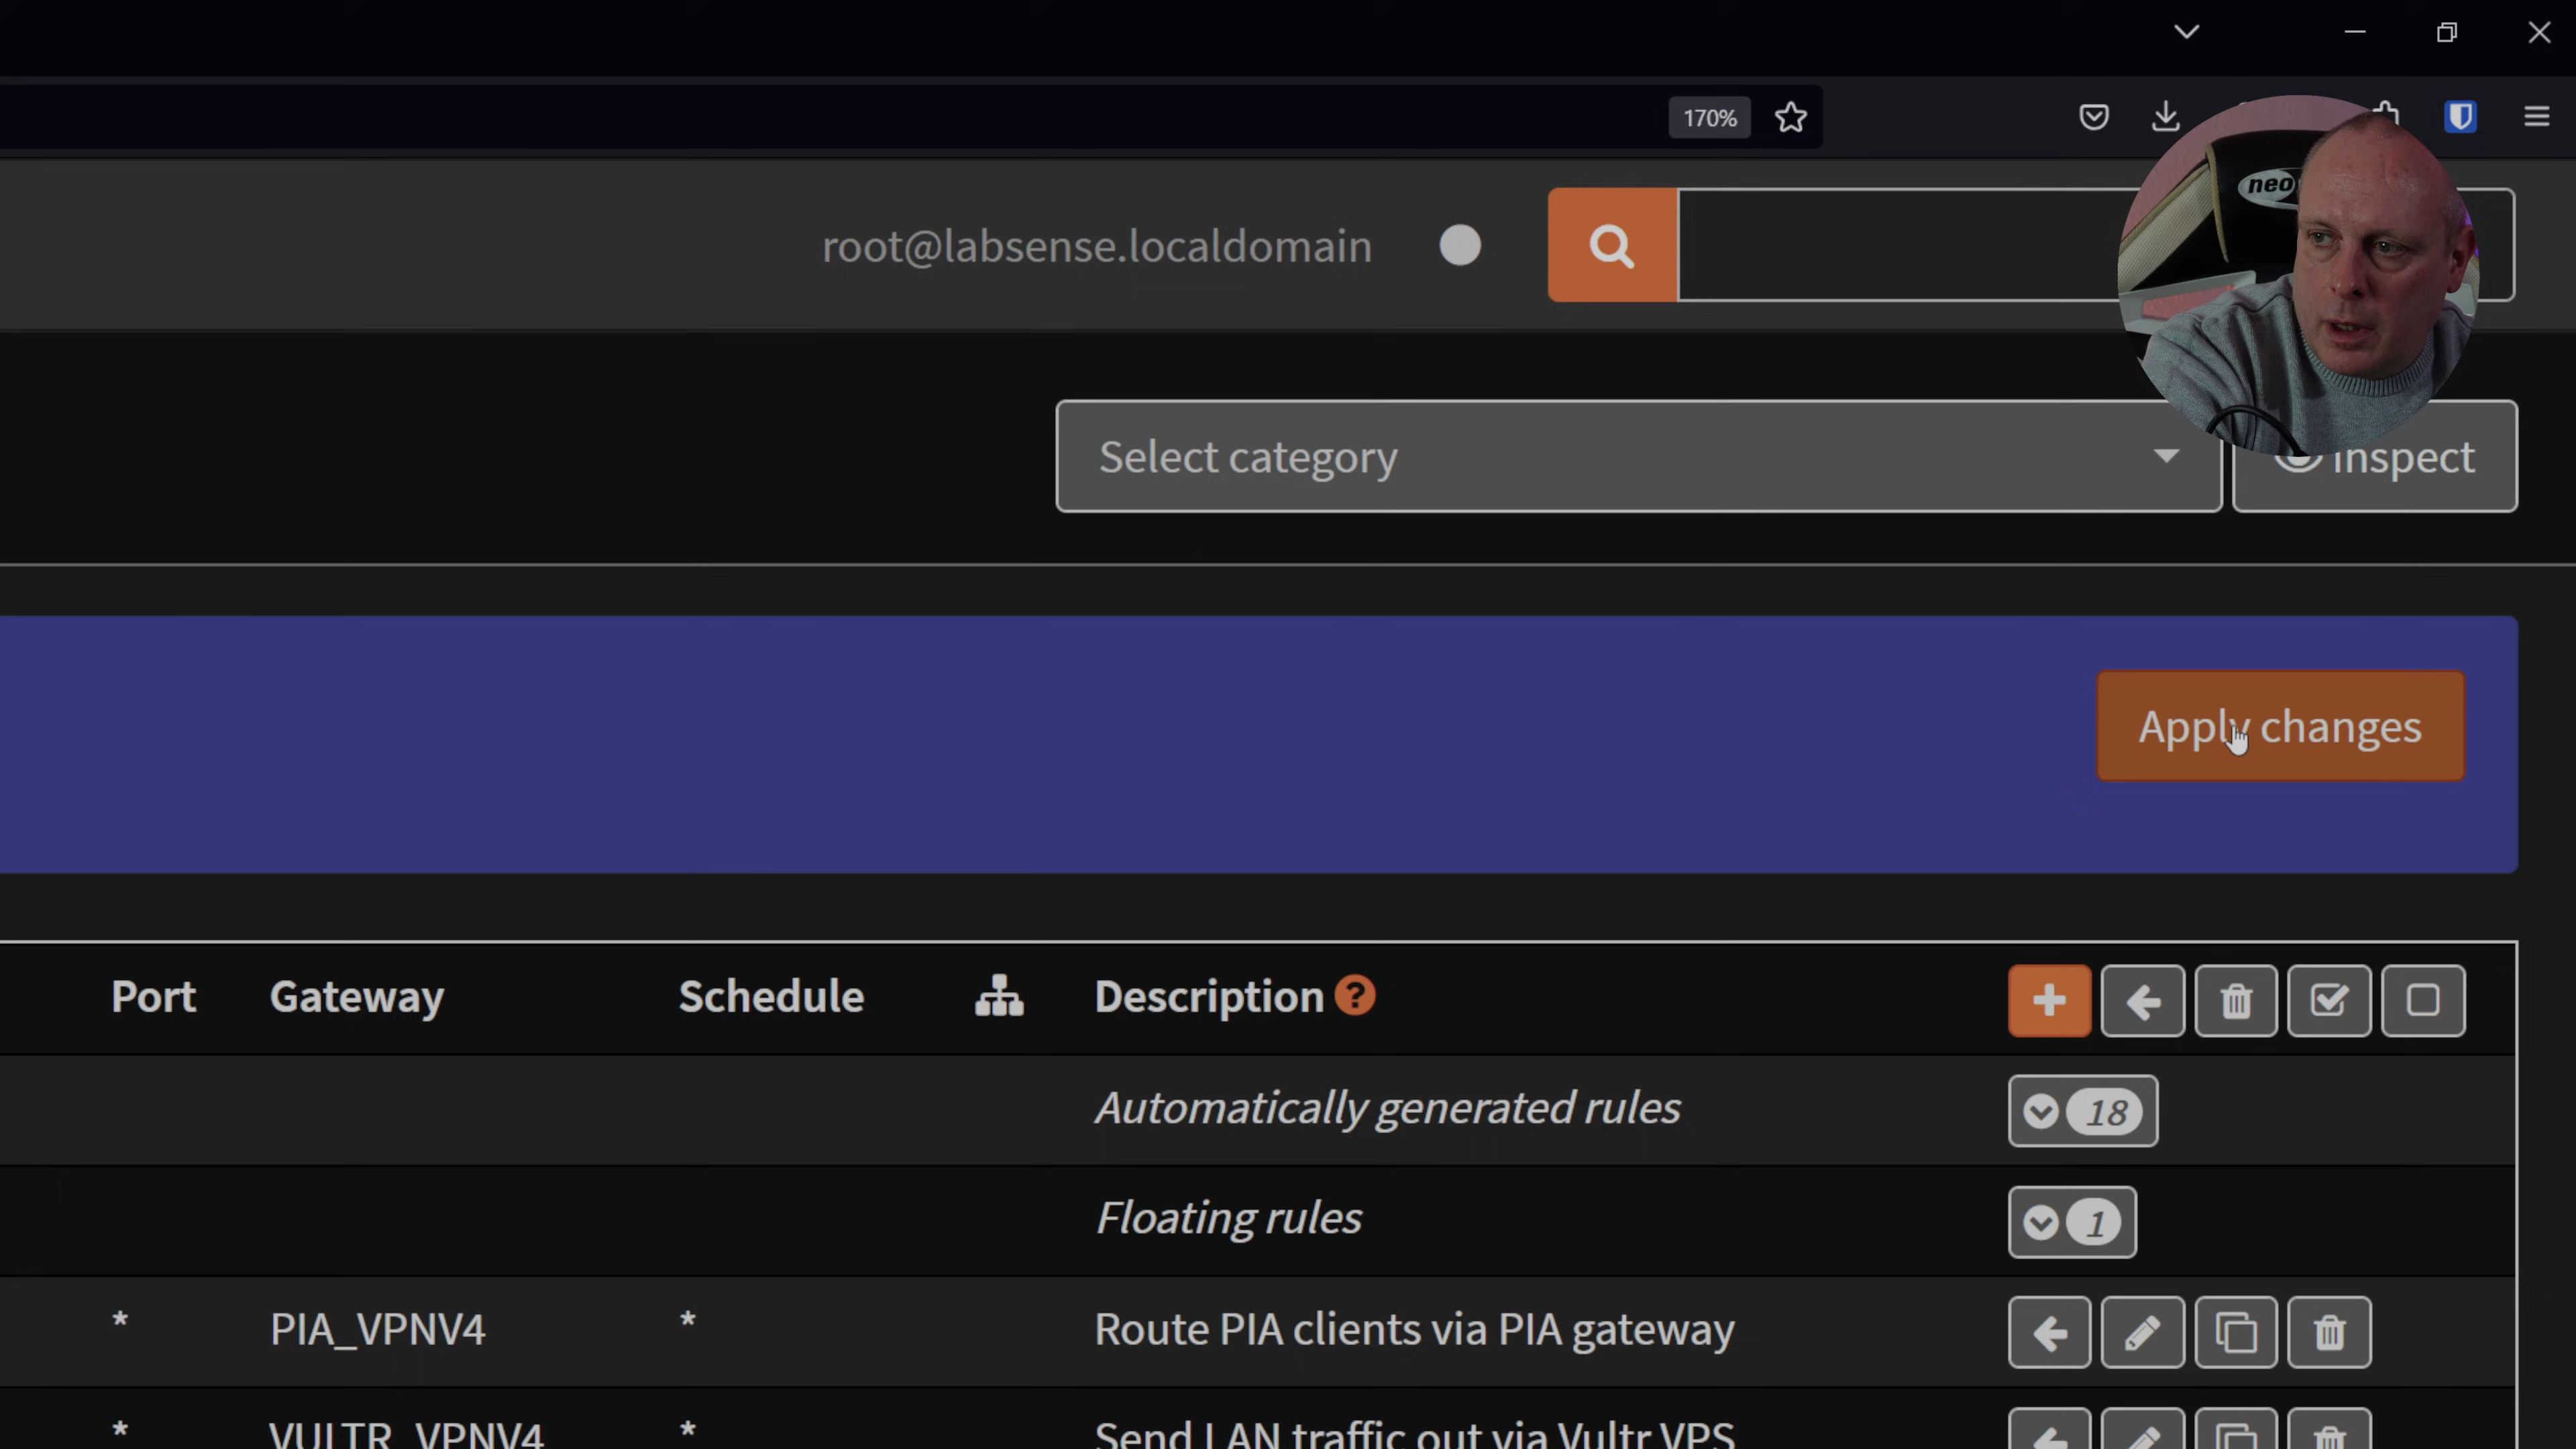 170%
neo
root@labsense.localdomain
Select category
Inspect
Apply changes
Port Gateway Schedule Description ?
Automatically generated rules 18
Floating rules 1
* PIA_VPNV4 * Route PIA clients via PIA gateway
* VULTR_VPNV4 * Send LAN traffic out via Vultr VPS